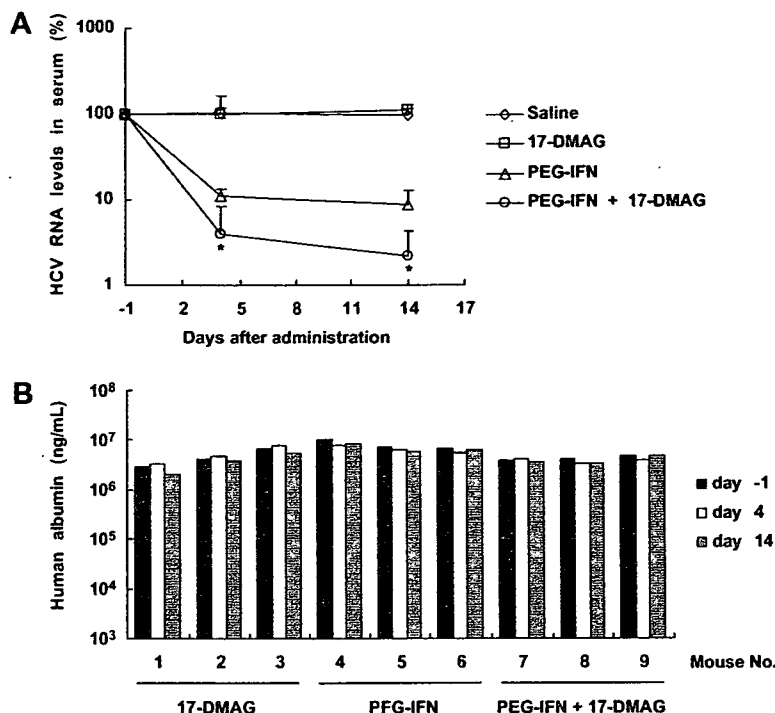 A
HCV RNA levels in serum (%)
1000
100
10
1
-1 2 5 8 11 14 17
Days after administration
* *
Saline
17-DMAG
PEG-IFN
PEG-IFN + 17-DMAG
B
Human albumin (ng/mL)
10⁸
10⁷
10⁶
10⁵
10⁴
10³
day -1
day 4
day 14
1 2 3 4 5 6 7 8 9 Mouse No.
17-DMAG PFG-IFN PEG-IFN + 17-DMAG